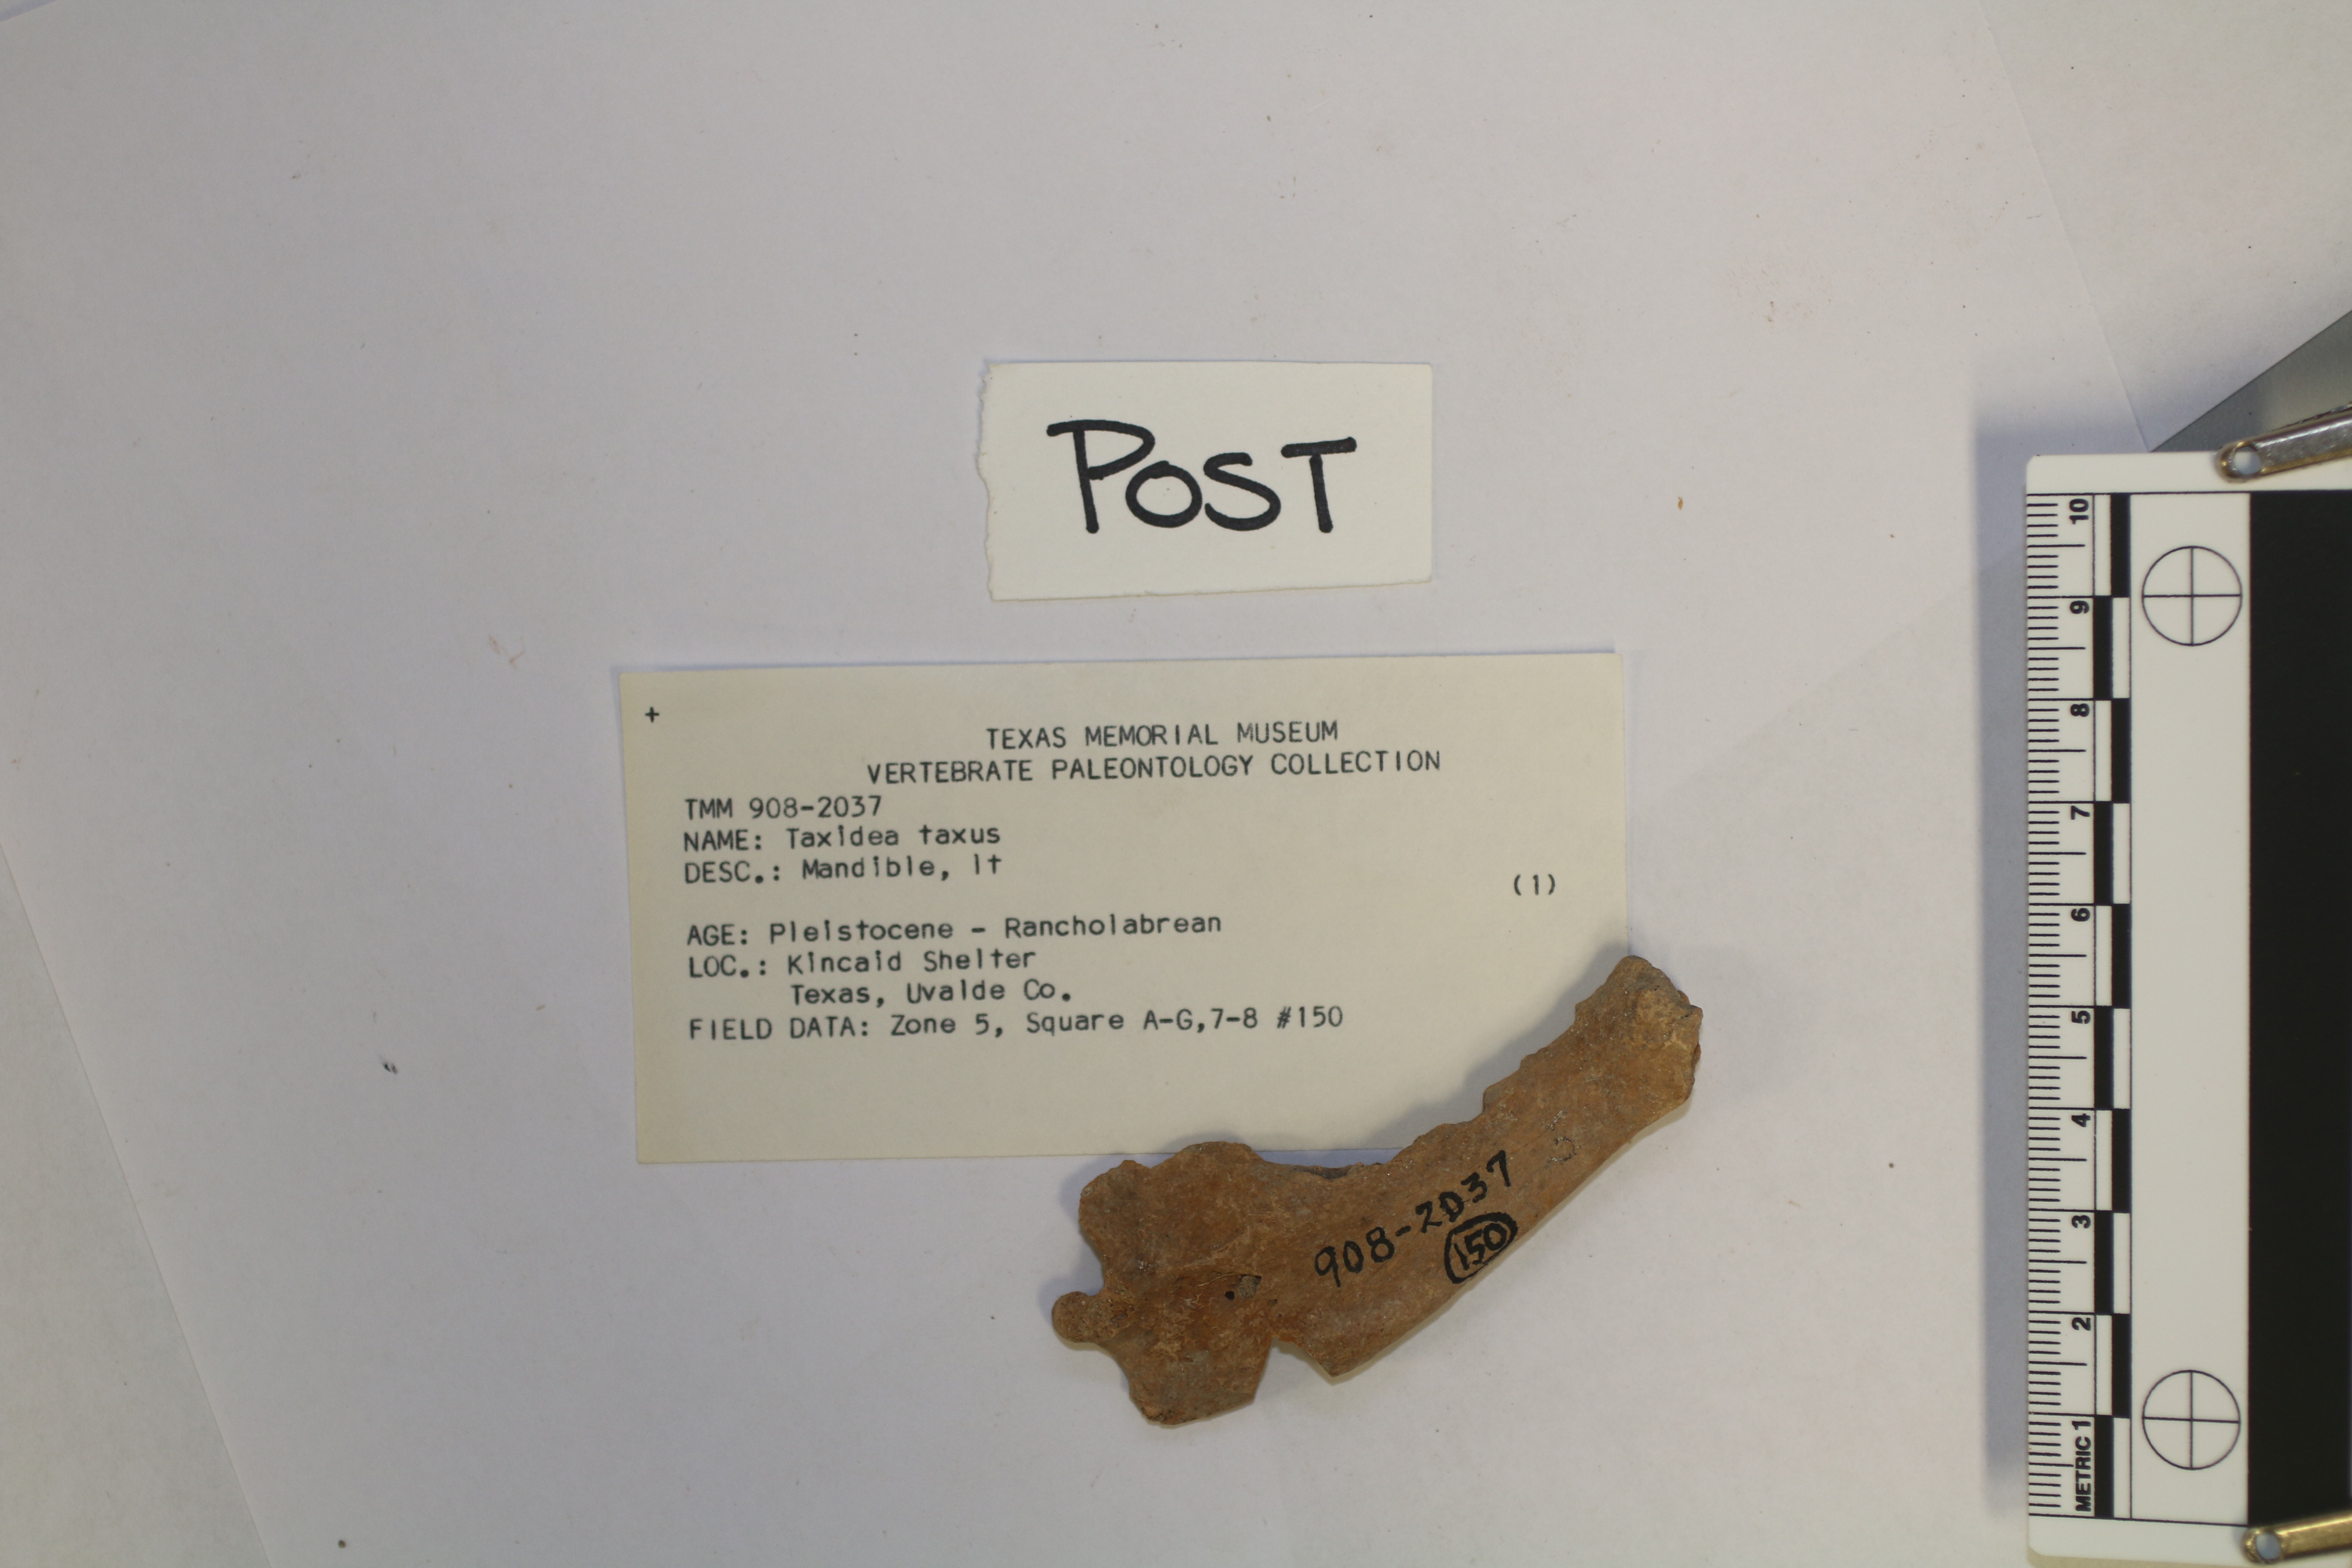 +
TEXAS MEMORIAL MUSEUM
VERTEBRATE PALEONTOLOGY COLLECTION
TMM 908-2037
NAME: Taxidea taxus
DESC.: Mandible, lt
(1)
AGE: Pleistocene - Rancholabrean
LOC.: Kincaid Shelter
Texas, Uvalde Co.
FIELD DATA: Zone 5, Square A-G,7-8 #150
POST
908-2037
150
METRIC 1 2 3 4 5 6 7 8 9 10